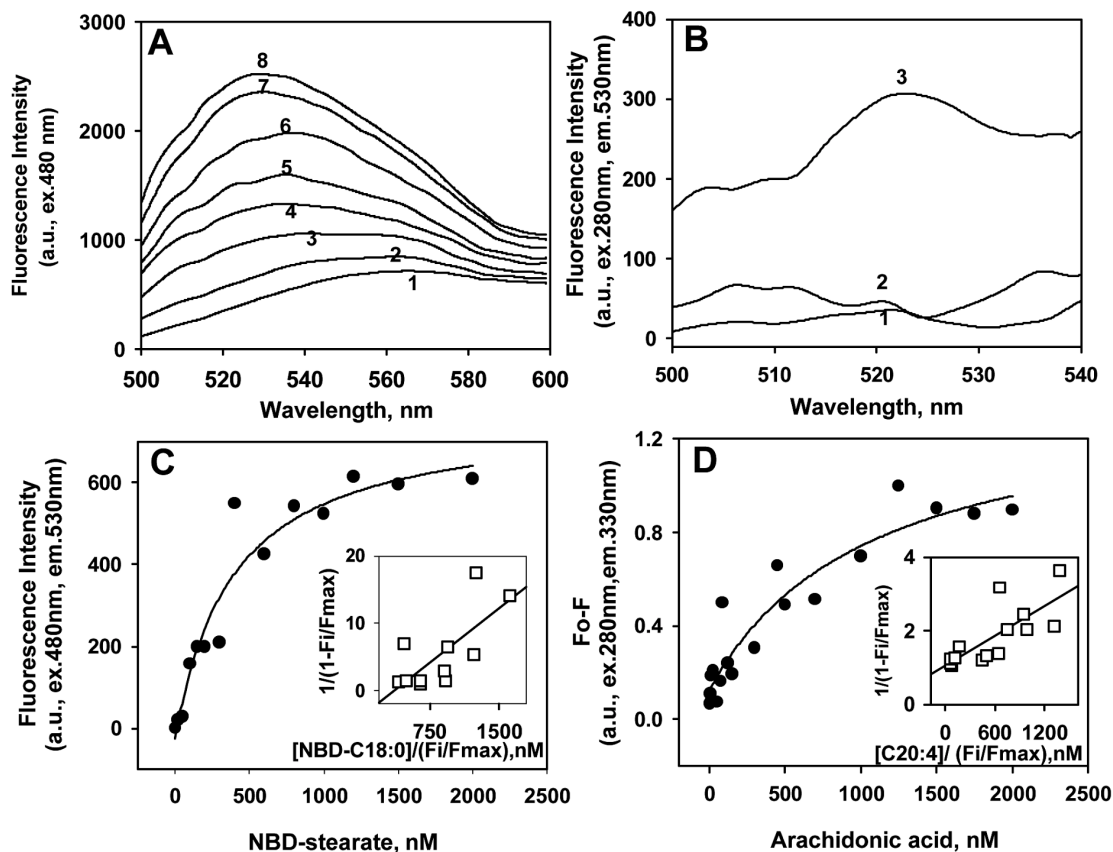 A
Fluorescence Intensity
(a.u., ex.480 nm)
3000
2000
1000
0
8
7
6
5
4
3
2
1
500 520 540 560 580 600
Wavelength, nm
B
Fluorescence Intensity
(a.u., ex.280nm, em.530nm)
400
300
200
100
0
3
2
1
500 510 520 530 540
Wavelength, nm
C
Fluorescence Intensity
(a.u., ex.480nm, em.530nm)
600
400
200
0
1/(1-Fi/Fmax)
20
10
0
750 1500
[NBD-C18:0]/(Fi/Fmax),nM
0 500 1000 1500 2000 2500
NBD-stearate, nM
D
Fo-F
(a.u., ex.280nm,em.330nm)
1.2
0.8
0.4
0.0
1/(1-Fi/Fmax)
4
2
0
0 600 1200
[C20:4]/ (Fi/Fmax),nM
0 500 1000 1500 2000 2500
Arachidonic acid, nM